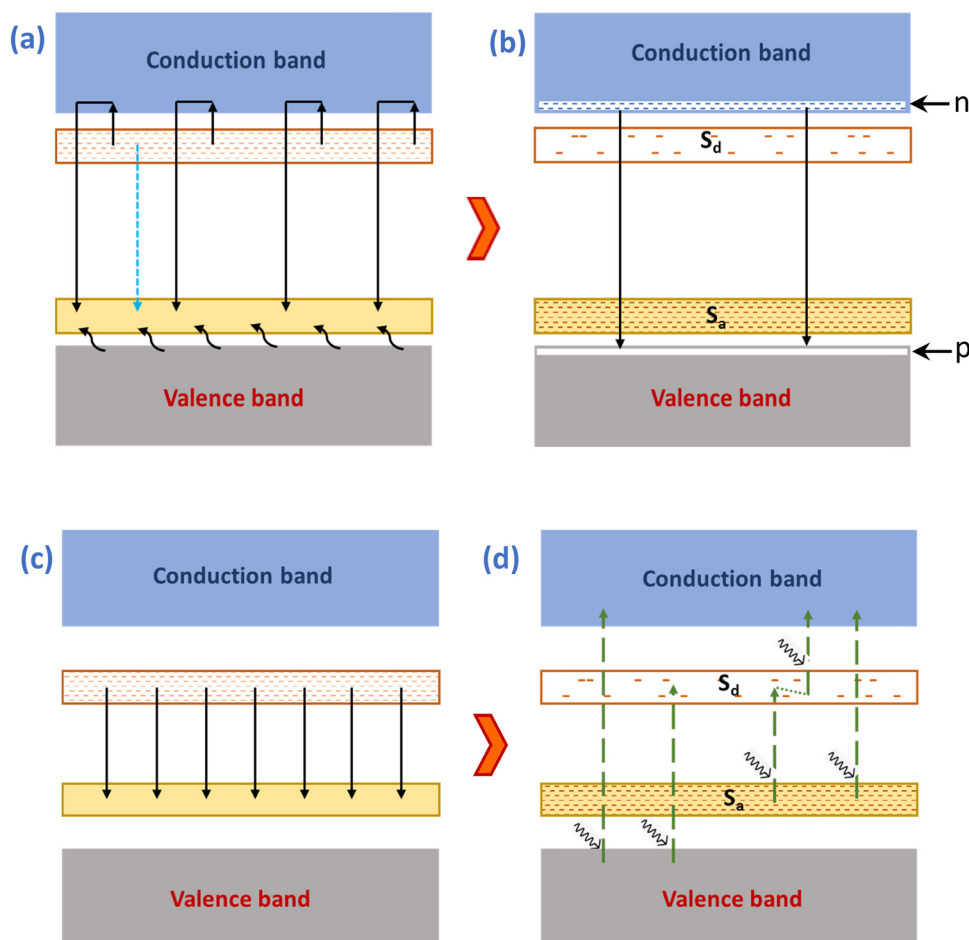 (a)
Conduction band
Valence band
(b)
Conduction band
n
Sd
Sa
p
Valence band
(c)
Conduction band
Valence band
(d)
Conduction band
Sd
Sa
Valence band